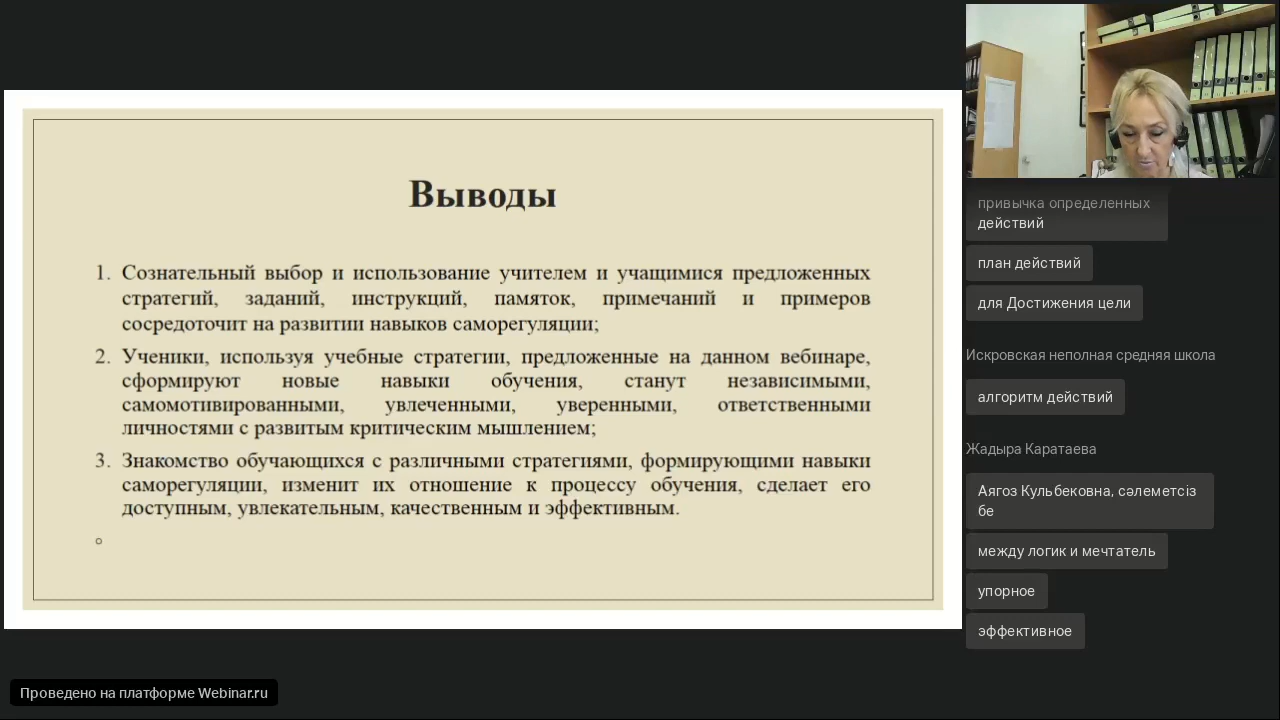 Выводы
1. Сознательный выбор и использование учителем и учащимися предложенных
стратегий, заданий, инструкций, памяток, примечаний и примеров
сосредоточит на развитии навыков саморегуляции;
2. Ученики, используя учебные стратегии, предложенные на данном вебинаре,
сформируют новые навыки обучения, станут независимыми,
самомотивированными, увлеченными, уверенными, ответственными
личностями с развитым критическим мышлением;
3. Знакомство обучающихся с различными стратегиями, формирующими навыки
саморегуляции, изменит их отношение к процессу обучения, сделает его
доступным, увлекательным, качественным и эффективным.
привычка определенных
действий
план действий
для Достижения цели
Искровская неполная средняя школа
алгоритм действий
Жадыра Каратаева
Аягоз Кульбековна, сәлеметсіз
бе
между логик и мечтатель
упорное
эффективное
Проведено на платформе Webinar.ru